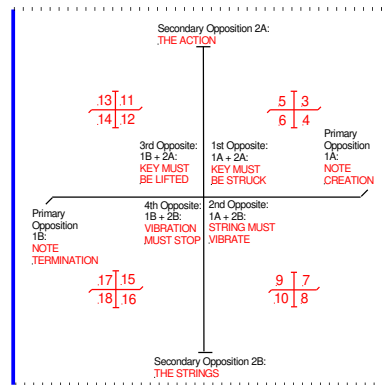 Secondary Opposition 2A:
THE ACTION
.13 .11
.14 .12
.5 .3
.6 .4
3rd Opposite:
1B + 2A:
KEY MUST
BE LIFTED
1st Opposite:
1A + 2A:
KEY MUST
BE STRUCK
Primary
Opposition
1A:
NOTE
CREATION
Primary
Opposition
1B:
NOTE
TERMINATION
4th Opposite:
1B + 2B:
VIBRATION
MUST STOP
2nd Opposite:
1A + 2B:
STRING MUST
VIBRATE
.17 .15
.18 .16
.9 .7
.10 8
Secondary Opposition 2B:
THE STRINGS